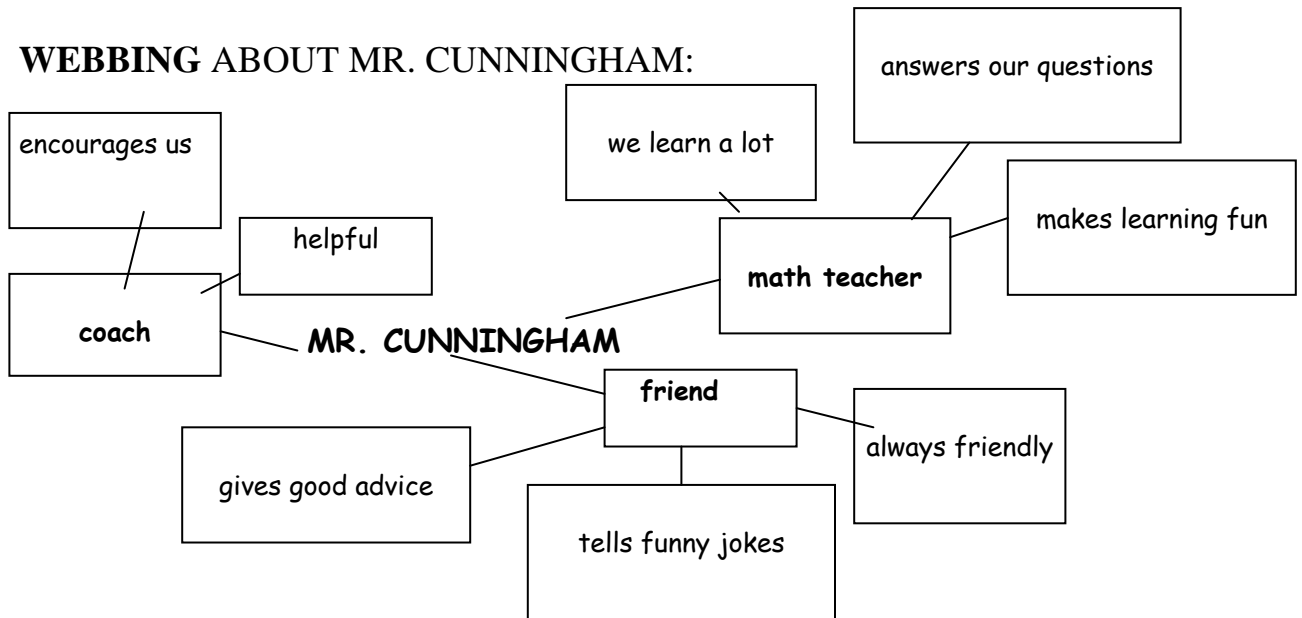 WEBBING ABOUT MR. CUNNINGHAM:
answers our questions
encourages us
we learn a lot
helpful
makes learning fun
math teacher
coach
MR. CUNNINGHAM
friend
always friendly
gives good advice
tells funny jokes